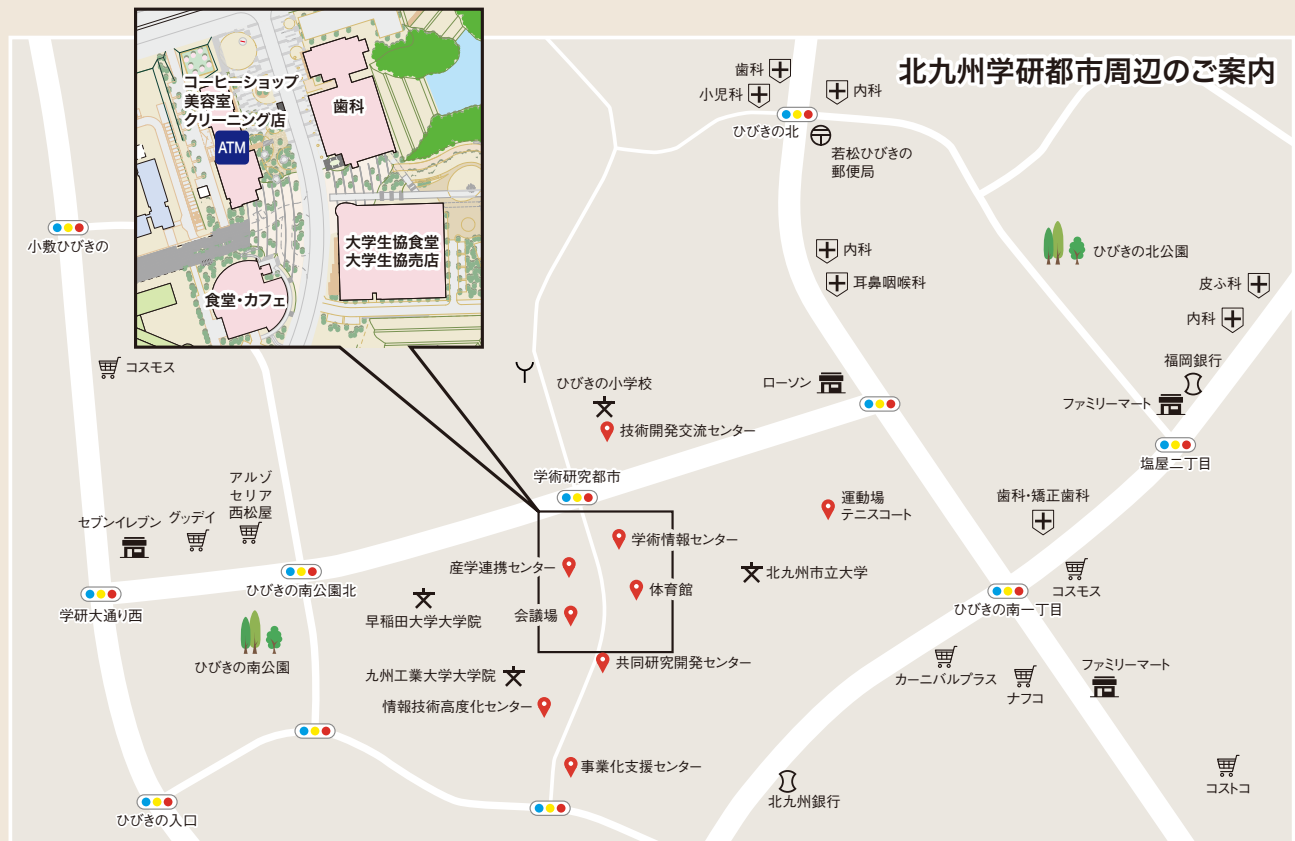 北九州学研都市周辺のご案内
コーヒーショップ
美容室
クリーニング店
ATM
歯科
大学生協食堂
大学生協売店
食堂・カフェ
歯科
小児科
内科
ひびきの北
若松ひびきの
郵便局
小敷ひびきの
内科
耳鼻咽喉科
ひびきの北公園
皮ふ科
内科
福岡銀行
コスモス
ひびきの小学校
技術開発交流センター
ローソン
ファミリーマート
塩屋二丁目
学術研究都市
アルゾ
セリア
西松屋
グッデイ
セブンイレブン
運動場
テニスコート
歯科・矯正歯科
学術情報センター
産学連携センター
体育館
会議場
北九州市立大学
コスモス
ひびきの南一丁目
学研大通り西
ひびきの南公園北
早稲田大学大学院
ひびきの南公園
共同研究開発センター
九州工業大学大学院
情報技術高度化センター
カーニバルプラス
ナフコ
ファミリーマート
事業化支援センター
北九州銀行
コストコ
ひびきの入口